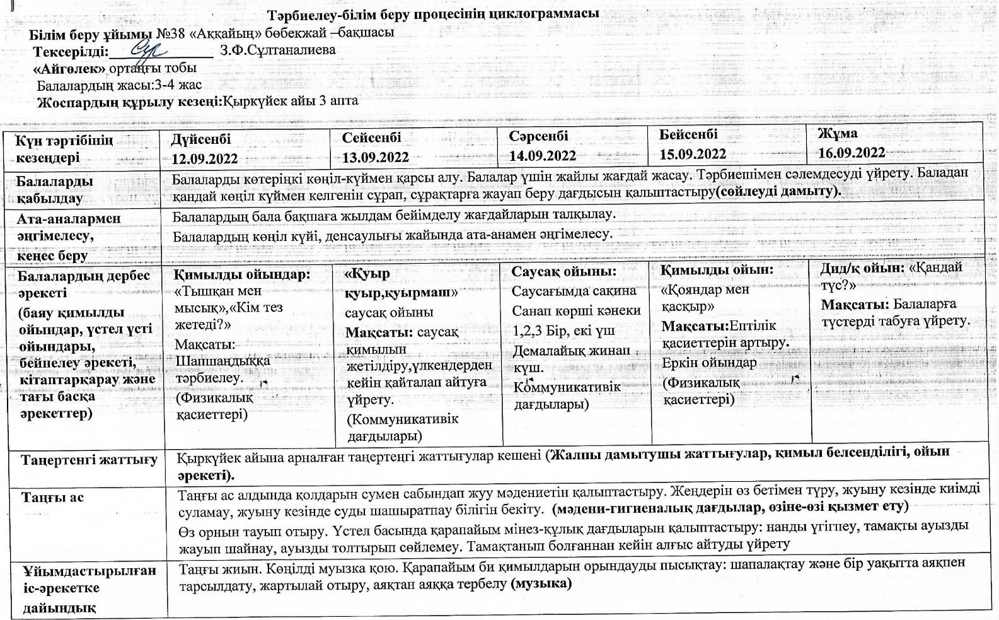 Тәрбиелеу-білім беру процесінің циклограммасы
Білім беру ұйымы №38 «Аққайың» бөбекжай –бақшасы
Тексерілді:____________ З.Ф.Сұлтаналиева
«Айгөлек» ортаңғы тобы
Балалардың жасы:3-4 жас
Жоспардың құрылу кезеңі:Қыркүйек айы 3 апта
Күн тәртібінің
кезеңдері
Дүйсенбі
12.09.2022
Сейсенбі
13.09.2022
Сәрсенбі
14.09.2022
Бейсенбі
15.09.2022
Жұма
16.09.2022
Балаларды
қабылдау
Балаларды көтеріңкі көңіл-күймен қарсы алу. Балалар үшін жайлы жағдай жасау. Тәрбиешімен сәлемдесуді үйрету. Баладан
қандай көңіл күймен келгенін сұрап, сұрақтарға жауап беру дағдысын қалыптастыру(сөйлеуді дамыту).
Ата-аналармен
әңгімелесу,
кеңес беру
Балалардың бала бақшаға жылдам бейімделу жағдайларын талқылау.
Балалардың көңіл күйі, денсаулығы жайында ата-анамен әңгімелесу.
Балалардың дербес
әрекеті
(баяу қимылды
ойындар, үстел үсті
ойындары,
бейнелеу әрекеті,
кітаптарқарау және
тағы басқа
әрекеттер)
Қимылды ойындар:
«Тышқан мен
мысық»,«Кім тез
жетеді?»
Мақсаты:
Шапшаңдыққа
тәрбиелеу.
(Физикалық
қасиеттері)
«Қуыр
қуыр,қуырмаш»
саусақ ойыны
Мақсаты: саусақ
қимылын
жетілдіру,үлкендерден
кейін қайталап айтуға
үйрету.
(Коммуникативік
дағдылары)
Саусақ ойыны:
Саусағымда сақина
Санап көрші кәнеки
1,2,3 Бір, екі үш
Демалайық жинап
күш.
Коммуникативік
дағдылары)
Қимылды ойын:
«Қояндар мен
қасқыр»
Мақсаты:Ептілік
қасиеттерін артыру.
Еркін ойындар
(Физикалық
қасиеттері)
Дид/қ ойын: «Қандай
түс?»
Мақсаты: Балаларға
түстерді табуға үйрету.
Таңертенгі жаттығу
Қыркүйек айына арналған таңертеңгі жаттығулар кешені (Жалпы дамытушы жаттығулар, қимыл белсенділігі, ойын
әрекеті).
Таңғы ас
Таңғы ас алдында қолдарын сумен сабындап жуу мәдениетін қалыптастыру. Жеңдерін өз бетімен түру, жуыну кезінде киімді
суламау, жуыну кезінде суды шашыратпау білігін бекіту. (мәдени-гигиеналық дағдылар, өзіне-өзі қызмет ету)
Өз орнын тауып отыру. Үстел басында қарапайым мінез-құлық дағдыларын қалыптастыру: нанды үгігпеу, тамақты ауызды
жауып шайнау, ауызды толтырып сөйлемеу. Тамақтанып болғаннан кейін алғыс айтуды үйрету
Ұйымдастырылған
іс-әрекетке
дайындық
Таңғы жиын. Көңілді муызка қою. Қарапайым би қимылдарын орындауды пысықтау: шапалақтау және бір уақытта аяқпен
тарсылдату, жартылай отыру, аяқтан аяққа тербелу (музыка)